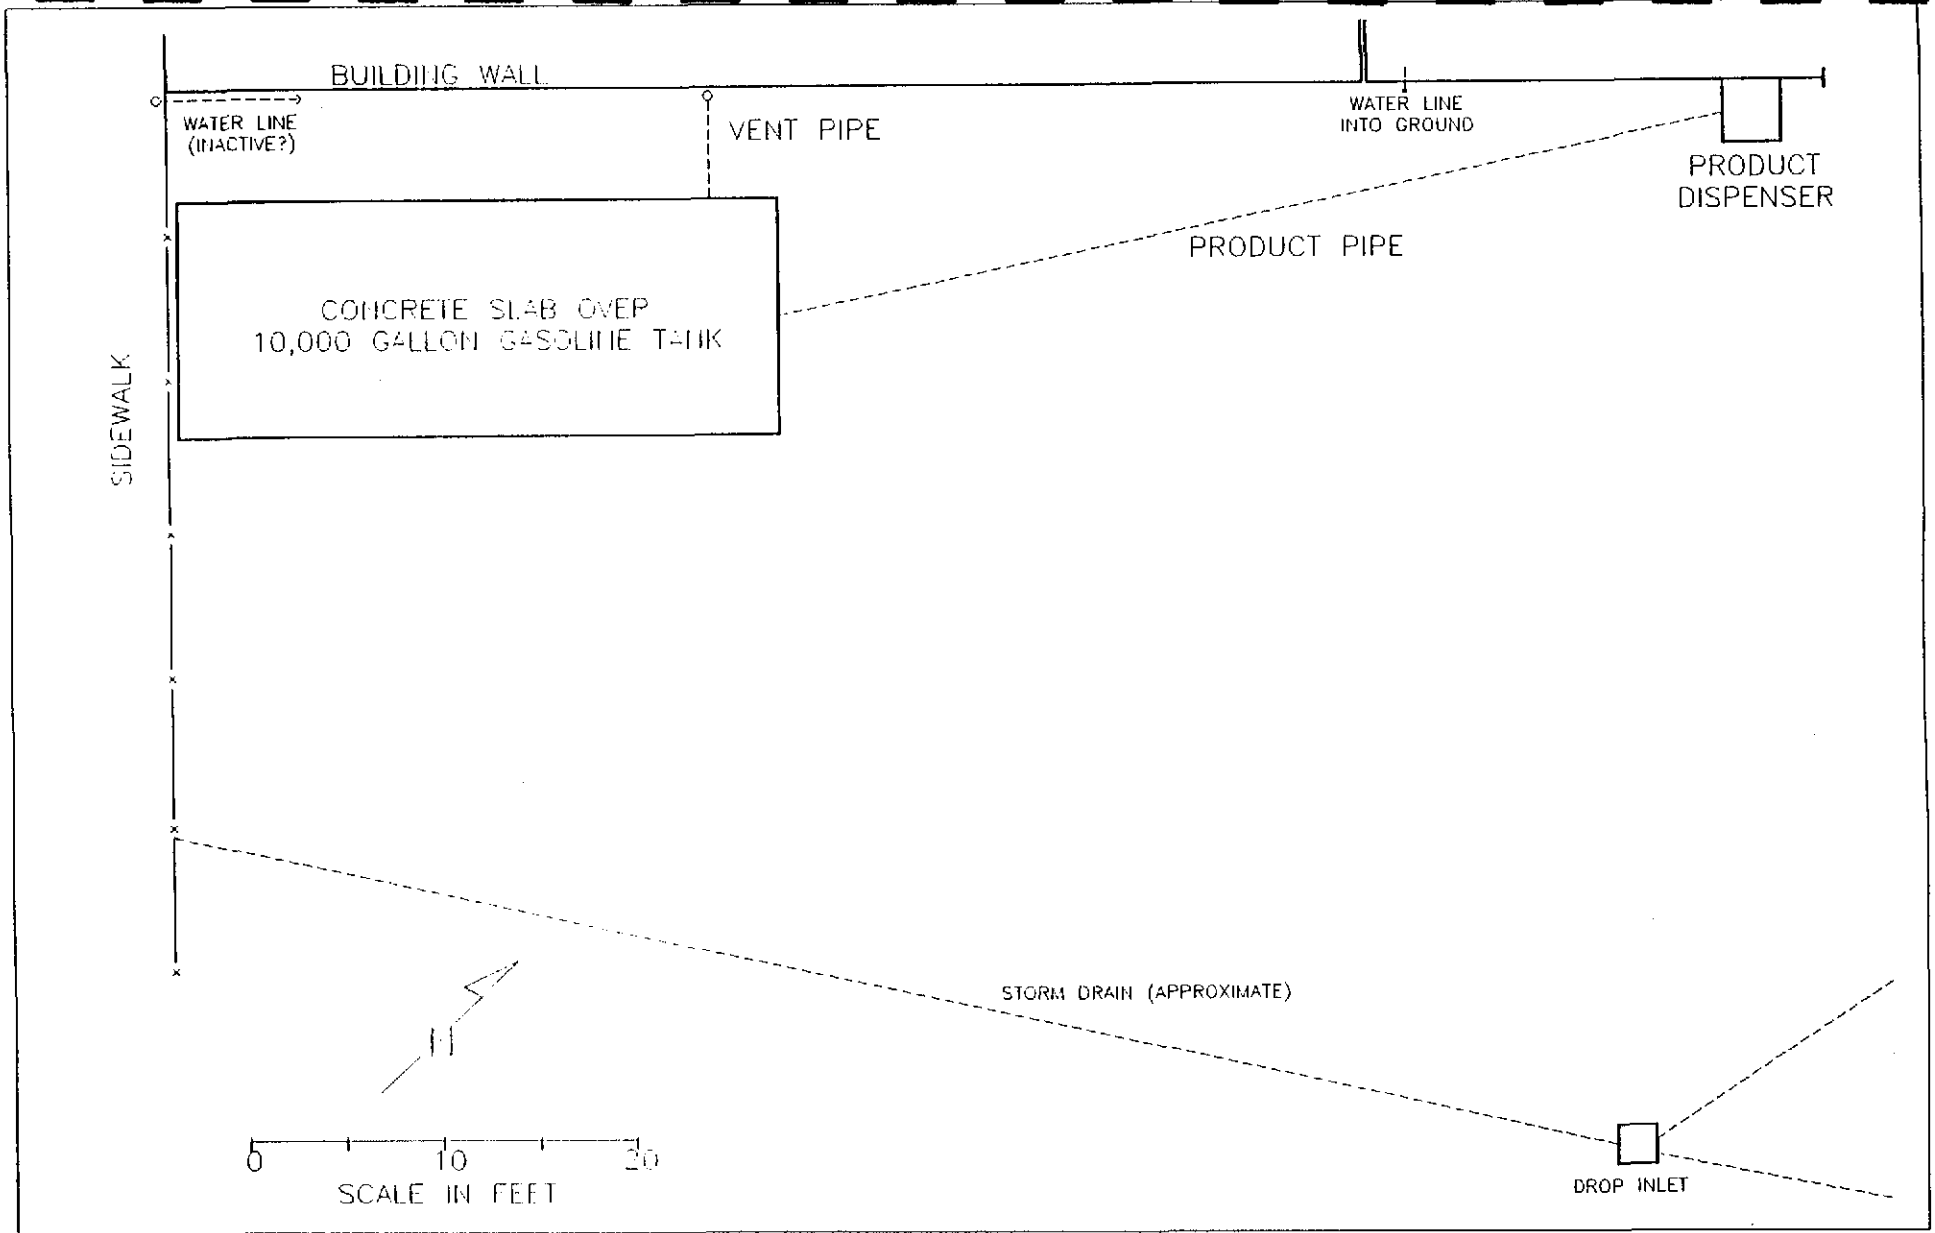 BUILDING WALL
WATER LINE
(INACTIVE?)
VENT PIPE
WATER LINE
INTO GROUND
PRODUCT
DISPENSER
PRODUCT PIPE
CONCRETE SLAB OVER
10,000 GALLON GASOLINE TANK
SIDEWALK
STORM DRAIN (APPROXIMATE)
N
0 10 20
SCALE IN FEET
DROP INLET